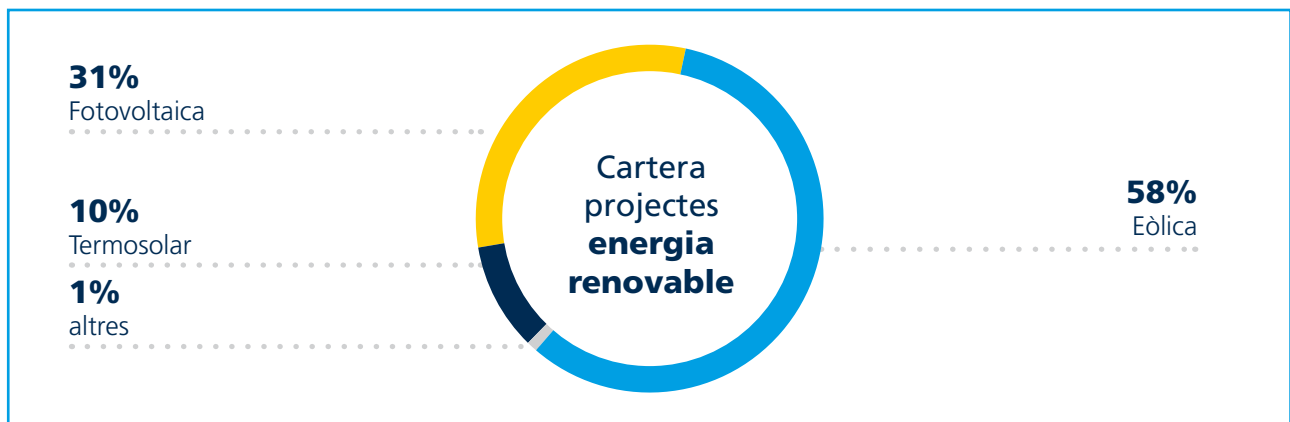 31%
Fotovoltaica
10%
Termosolar
1%
altres
Cartera
projectes
energia
renovable
58%
Eòlica